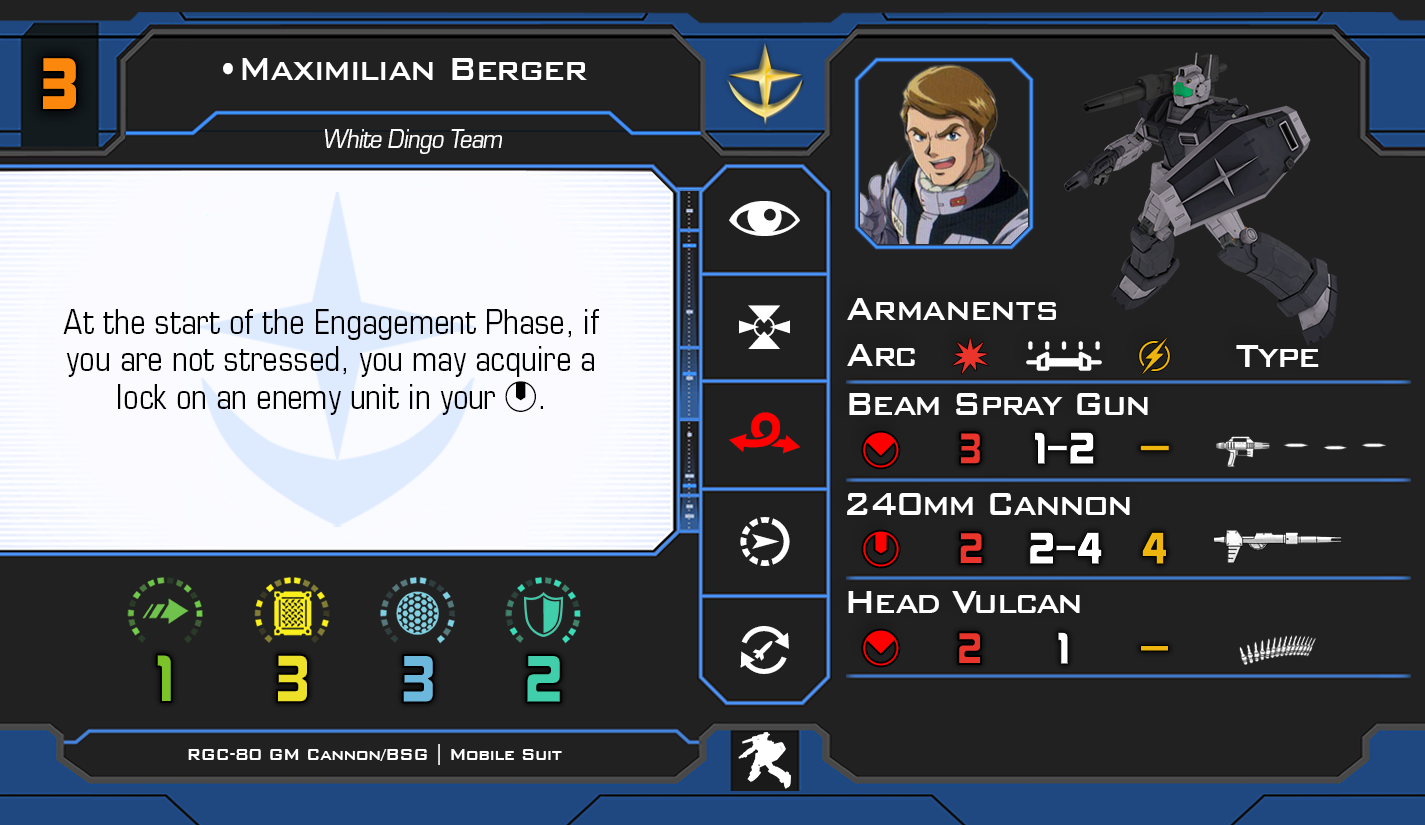 3
•Maximilian Berger
White Dingo Team
At the start of the Engagement Phase, if
you are not stressed, you may acquire a
lock on an enemy unit in your .
1 3 3 2
RGC-80 GM Cannon/BSG | Mobile Suit
Armanents
Arc Type
Beam Spray Gun
3 1–2 –
240mm Cannon
2 2–4 4
Head Vulcan
2 1 –